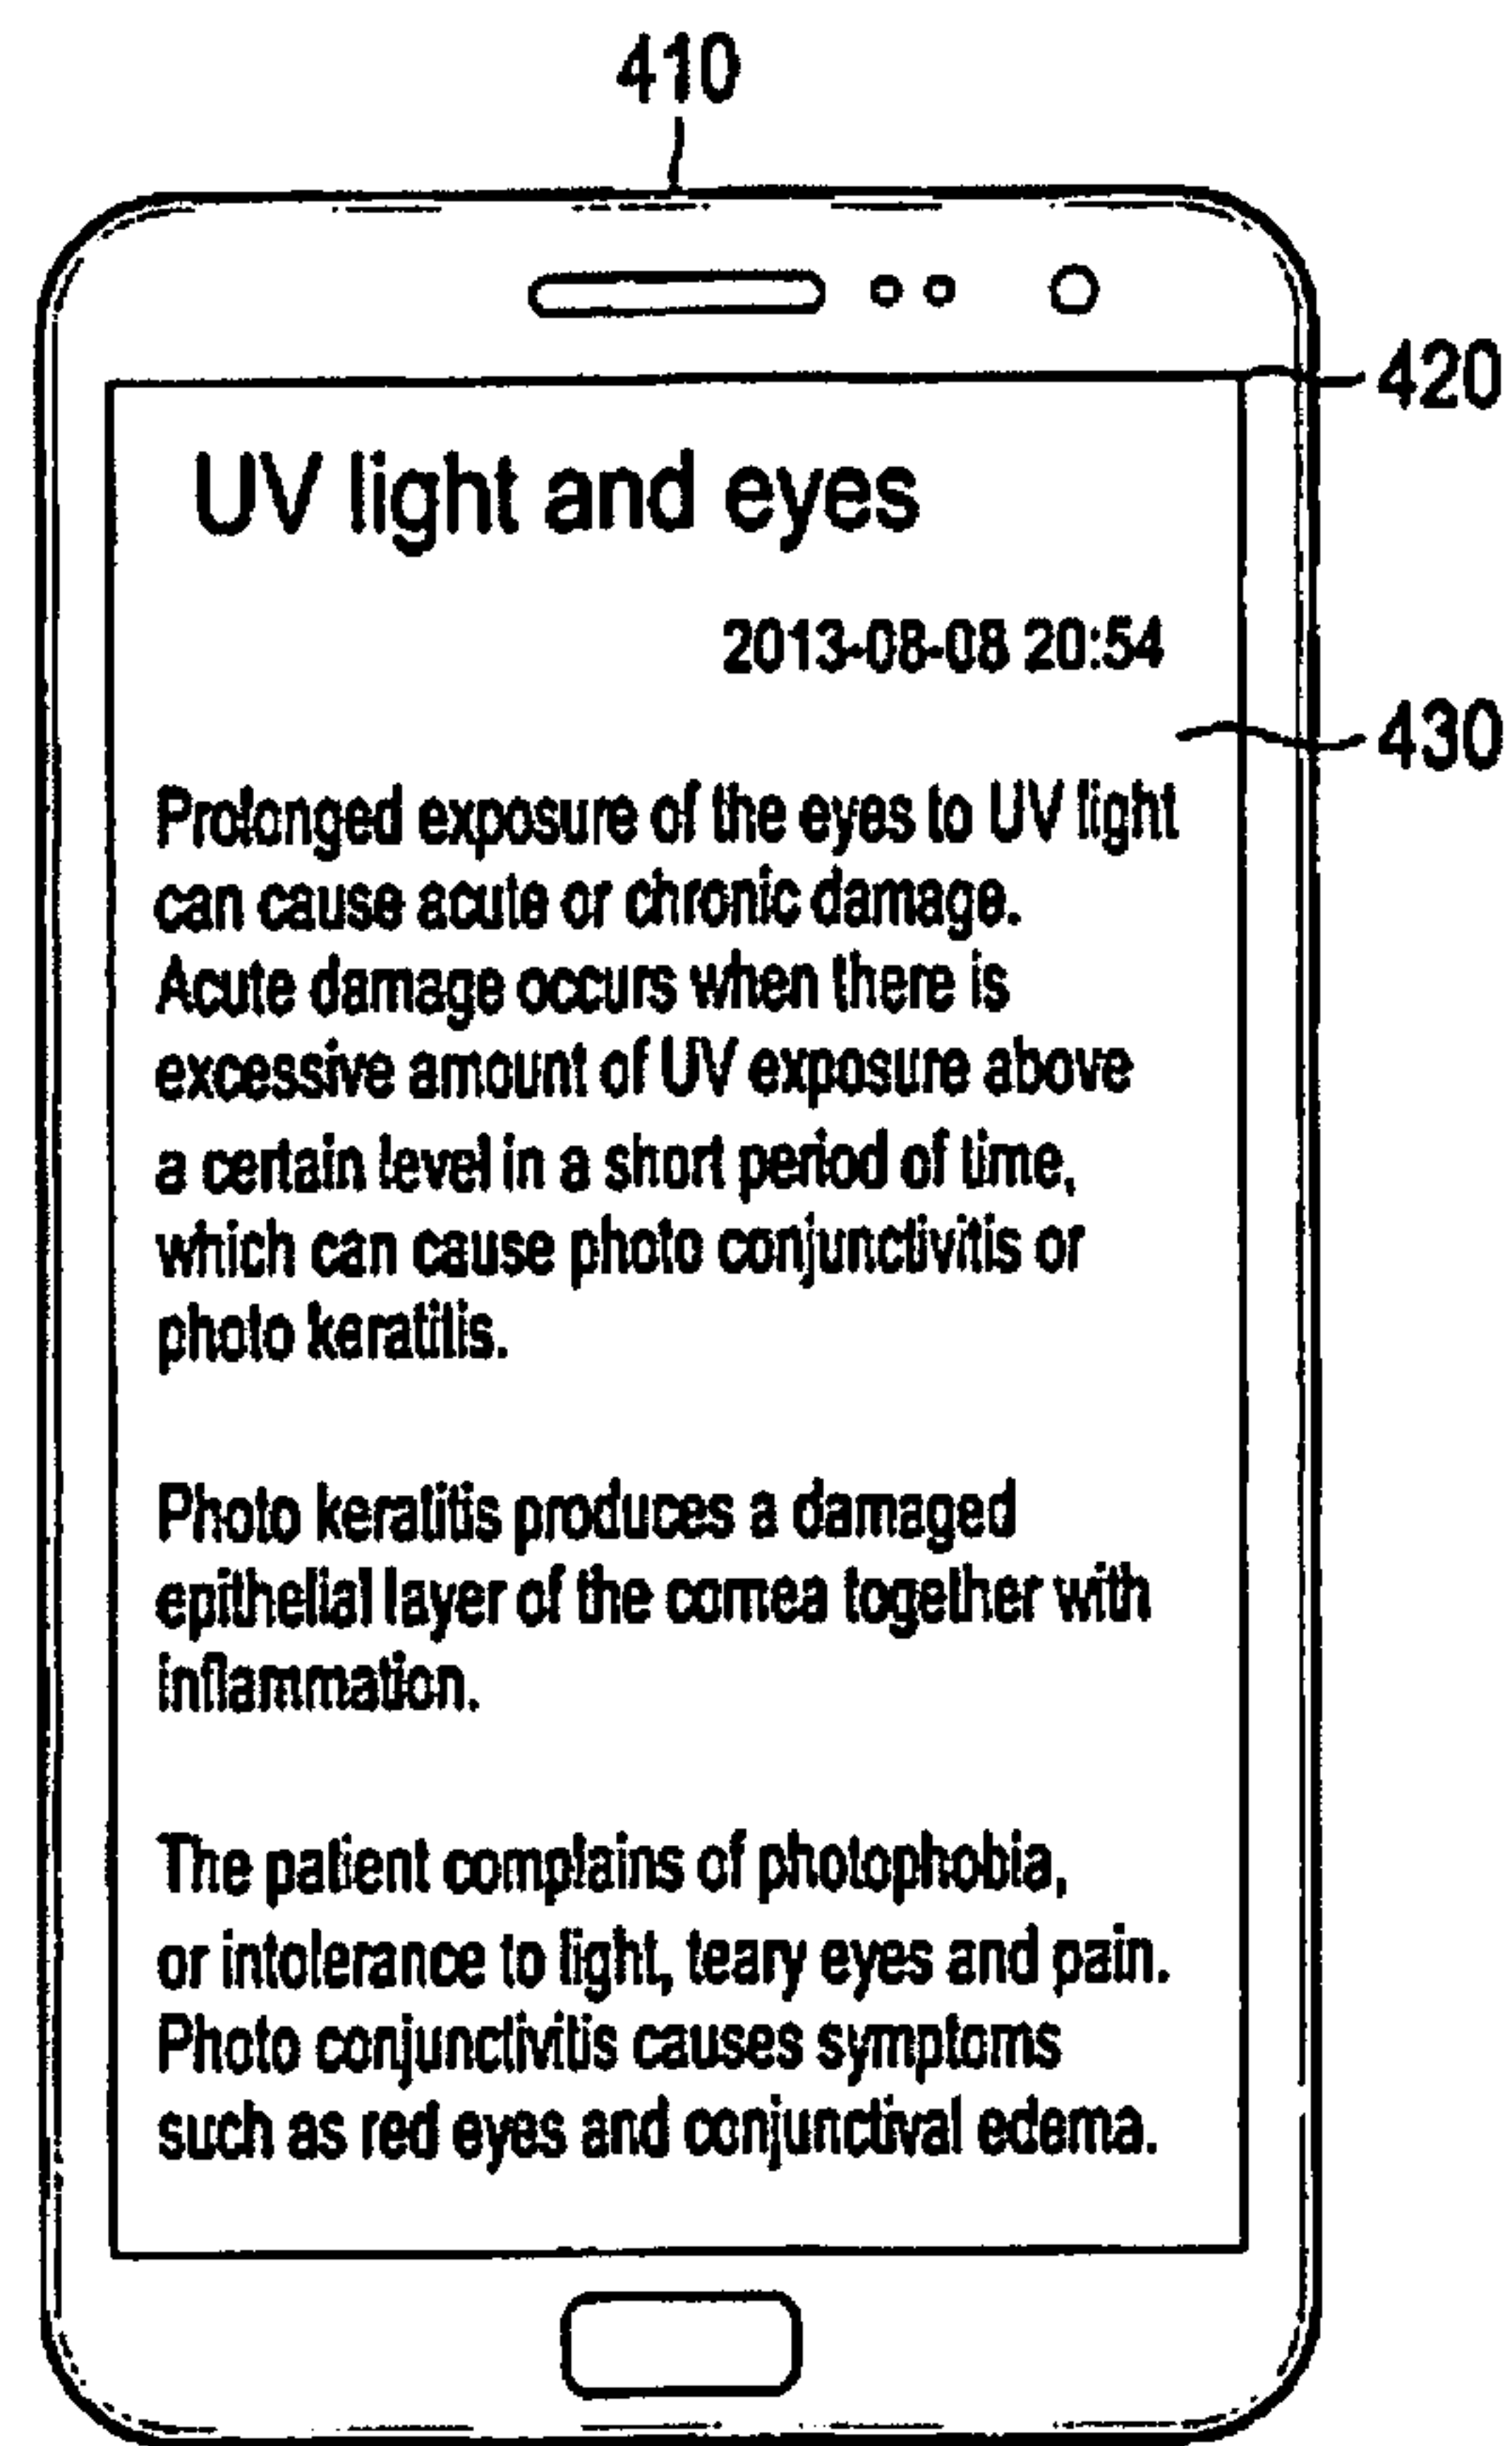 410
420
UV light and eyes
2013-08-08 20:54
430
Prolonged exposure of the eyes to UV light
can cause acute or chronic damage.
Acute damage occurs when there is
excessive amount of UV exposure above
a certain level in a short period of time,
which can cause photo conjunctivitis or
photo keratitis.
Photo keratitis produces a damaged
epithelial layer of the cornea together with
inflammation.
The patient complains of photophobia,
or intolerance to light, teary eyes and pain.
Photo conjunctivitis causes symptoms
such as red eyes and conjunctival edema.